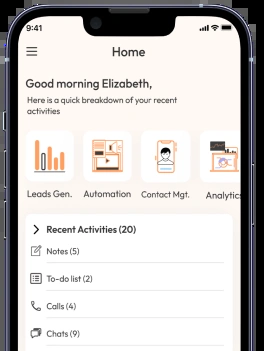 9:41
Home
Good morning Elizabeth,
Here is a quick breakdown of your recent
activities
Leads Gen. Automation Contact Mgt. Analytics
Recent Activities (20)
Notes (5)
To-do list (2)
Calls (4)
Chats (9)